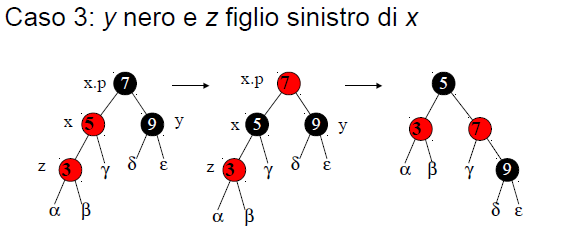 Caso 3: y nero e z figlio sinistro di x
x.p 7
x 5 9 y
z 3 γ δ ε
α β
x.p 7
x 5 9 y
z 3 γ δ ε
α β
5
3 7
α β γ 9
δ ε